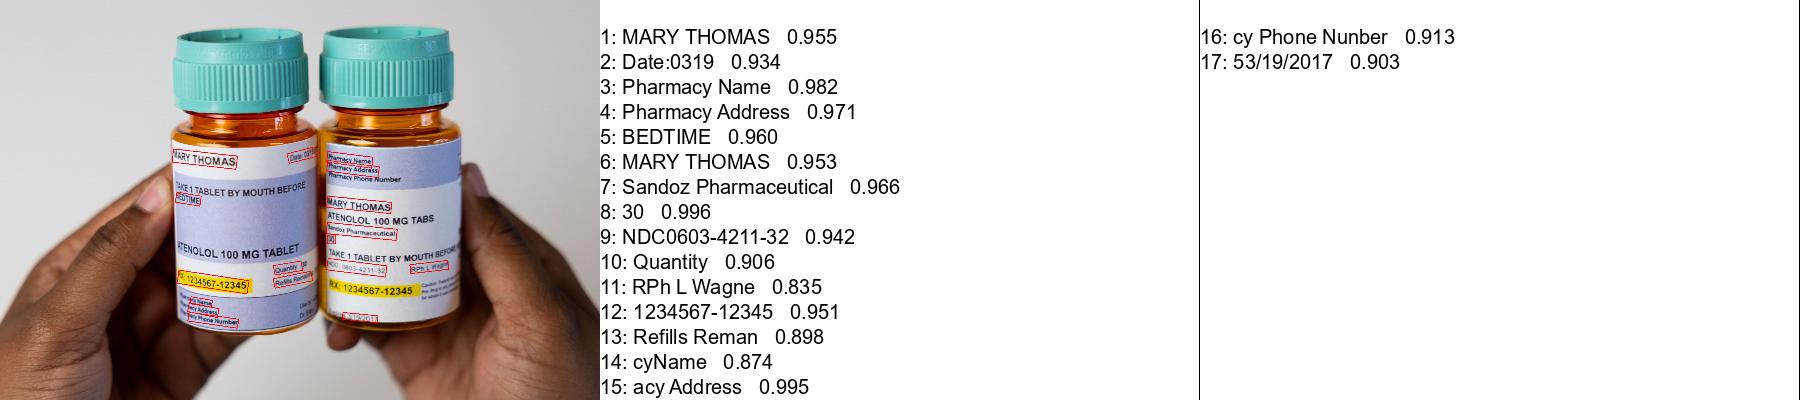 MARY THOMAS
Date:
TAKE 1 TABLET BY MOUTH BEFORE
BEDTIME
ATENOLOL 100 MG TABLET
Quantity 30
Refills
RX: 1234567-12345
Pharmacy Name
Pharmacy Address
Pharmacy Phone Number
Pharmacy Name
Pharmacy Address
Pharmacy Phone Number
MARY THOMAS
ATENOLOL 100 MG TABS
Sandoz Pharmaceutical
30
TAKE 1 TABLET BY MOUTH BEFORE
NDC 0603-4211-32 RPh L Wagne
RX: 1234567-12345
1: MARY THOMAS 0.955
2: Date:0319 0.934
3: Pharmacy Name 0.982
4: Pharmacy Address 0.971
5: BEDTIME 0.960
6: MARY THOMAS 0.953
7: Sandoz Pharmaceutical 0.966
8: 30 0.996
9: NDC0603-4211-32 0.942
10: Quantity 0.906
11: RPh L Wagne 0.835
12: 1234567-12345 0.951
13: Refills Reman 0.898
14: cyName 0.874
15: acy Address 0.995
16: cy Phone Nunber 0.913
17: 53/19/2017 0.903